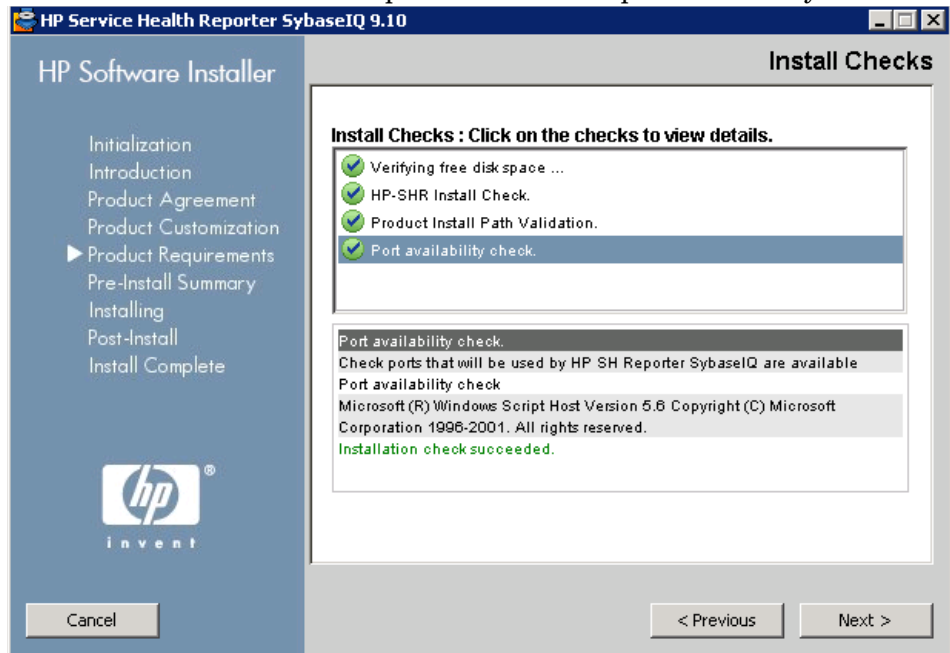 HP Service Health Reporter SybaseIQ 9.10
HP Software Installer
Install Checks
Initialization
Introduction
Product Agreement
Product Customization
Product Requirements
Pre-Install Summary
Installing
Post-Install
Install Complete
Install Checks : Click on the checks to view details.
Verifying free disk space ...
HP-SHR Install Check.
Product Install Path Validation.
Port availability check.
Port availability check.
Check ports that will be used by HP SH Reporter SybaseIQ are available
Port availability check
Microsoft (R) Windows Script Host Version 5.6 Copyright (C) Microsoft
Corporation 1996-2001. All rights reserved.
Installation check succeeded.
hp
®
invent
Cancel
< Previous
Next >